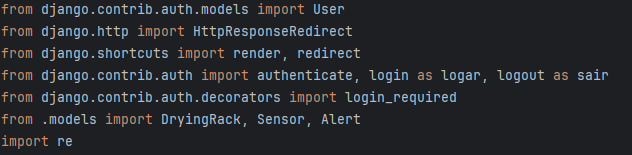 from django.contrib.auth.models import User
from django.http import HttpResponseRedirect
from django.shortcuts import render, redirect
from django.contrib.auth import authenticate, login as logar, logout as sair
from django.contrib.auth.decorators import login_required
from .models import DryingRack, Sensor, Alert
import re